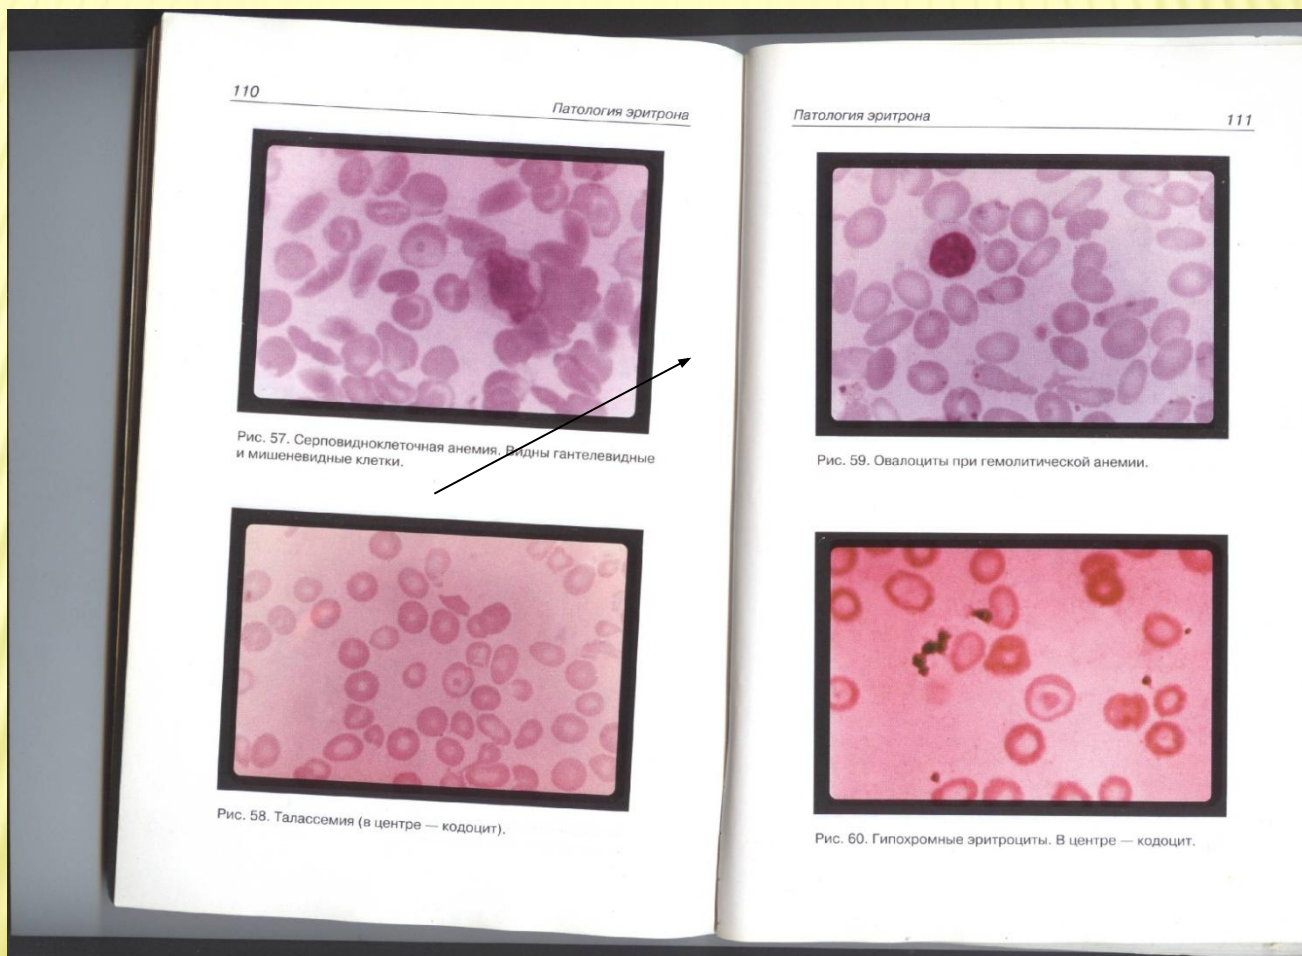 110
Патология эритрона
Рис. 57. Серповидноклеточная анемия. Видны гантелевидные
и мишеневидные клетки.
Рис. 58. Талассемия (в центре — кодоцит).
Патология эритрона
111
Рис. 59. Овалоциты при гемолитической анемии.
Рис. 60. Гипохромные эритроциты. В центре — кодоцит.